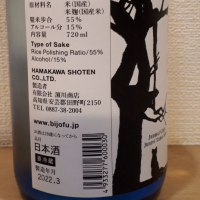 原材料名　米(国産)
米麹(国産)
精米歩合　55%
アルコール分　15%
内容量　720ml
Type of Sake
Rice Polishing Ratio/55%
Alcohol/15%
HAMAKAWA SHOTEN
CO.,LTD.
製造者
有限会社 濵川商店
高知県安芸郡田野町2150
TEL 0887-38-2004
www.bijofu.jp
お酒は20歳になってから
品目
日本酒
要冷蔵
製造年月
2022.3
4933277600030